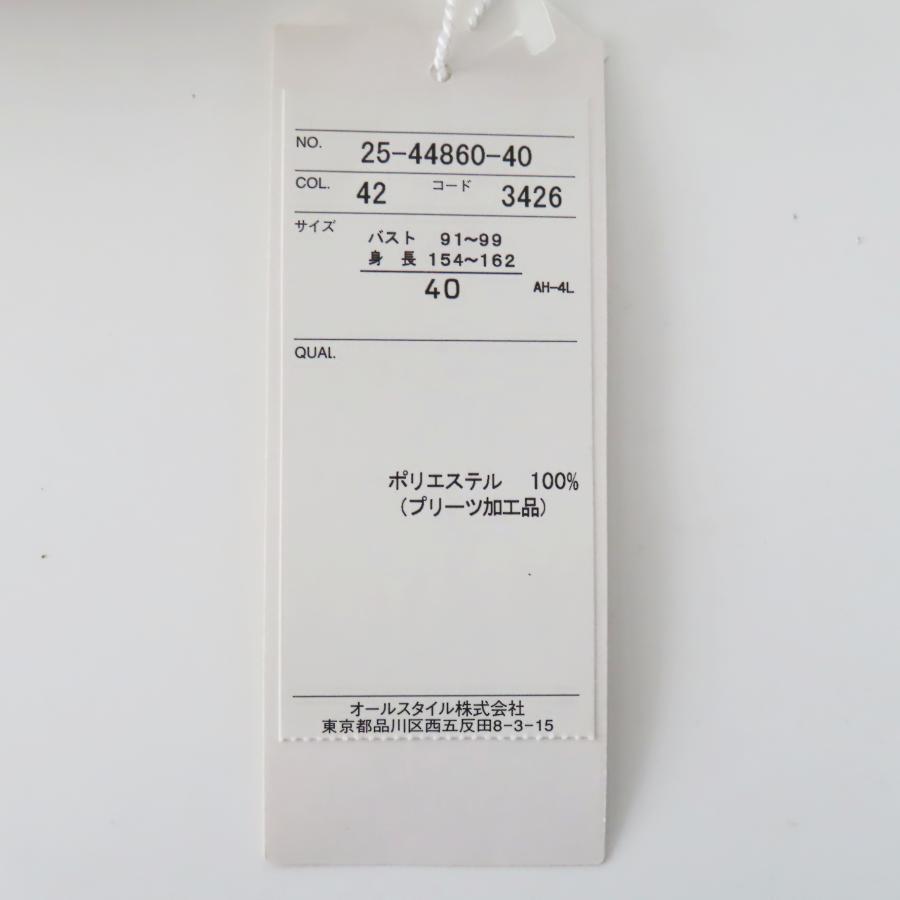 NO. 25-44860-40
COL. 42 コード 3426
サイズ
バスト 91〜99
身 長 154〜162
40 AH-4L
QUAL.
ポリエステル 100%
(プリーツ加工品)
オールスタイル株式会社
東京都品川区西五反田8-3-15